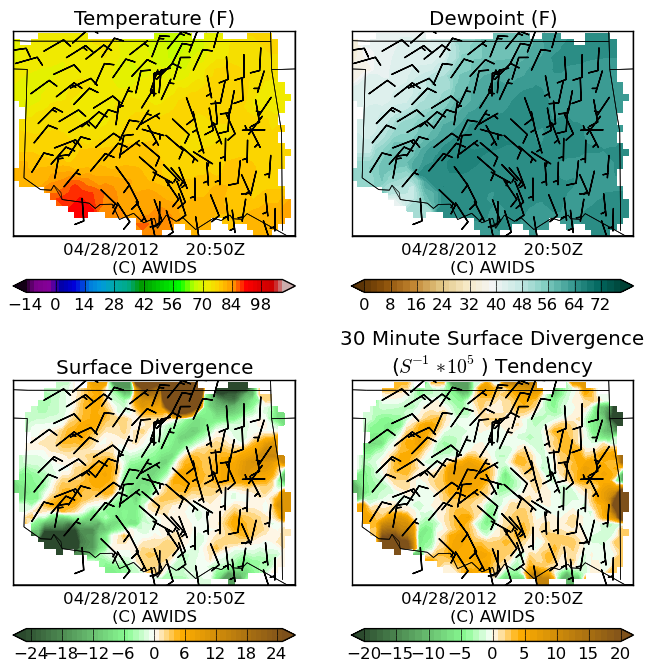 Temperature (F)
Dewpoint (F)
04/28/2012 20:50Z
(C) AWIDS
04/28/2012 20:50Z
(C) AWIDS
−14 0 14 28 42 56 70 84 98
0 8 16 24 32 40 48 56 64 72
30 Minute Surface Divergence
Surface Divergence
(S⁻¹ *10⁵ ) Tendency
04/28/2012 20:50Z
(C) AWIDS
04/28/2012 20:50Z
(C) AWIDS
−24 −18 −12 −6 0 6 12 18 24
−20 −15 −10 −5 0 5 10 15 20